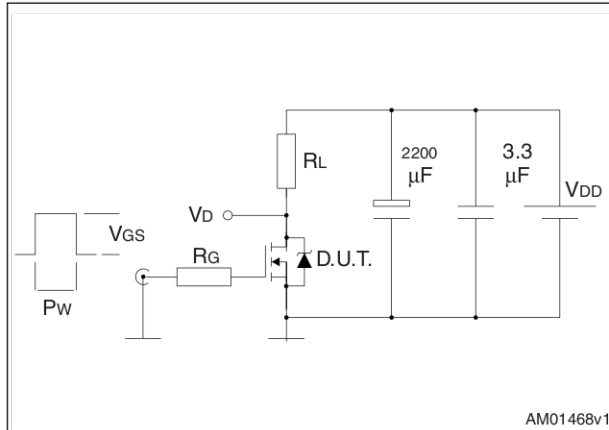 RL
2200
μF
3.3
μF
VDD
VD
VGS
RG
D.U.T.
PW
AM01468v1